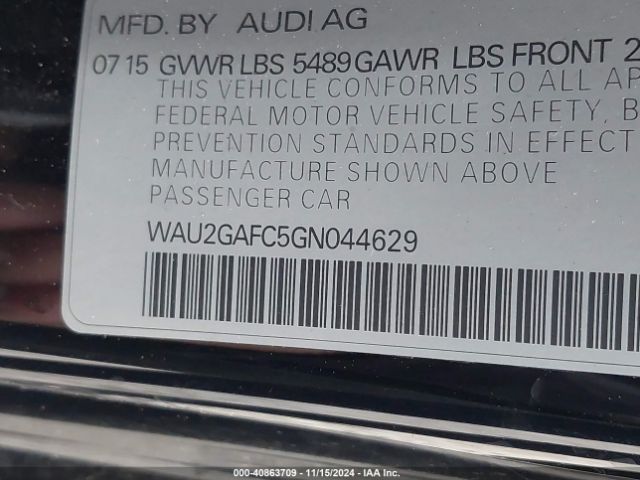 MFD. BY AUDI AG
07 15 GVWR LBS 5489 GAWR LBS FRONT 2
THIS VEHICLE CONFORMS TO ALL AP
FEDERAL MOTOR VEHICLE SAFETY, B
PREVENTION STANDARDS IN EFFECT
MANUFACTURE SHOWN ABOVE
PASSENGER CAR
WAU2GAFC5GN044629
000-40863709 - 11/15/2024 - IAA Inc.